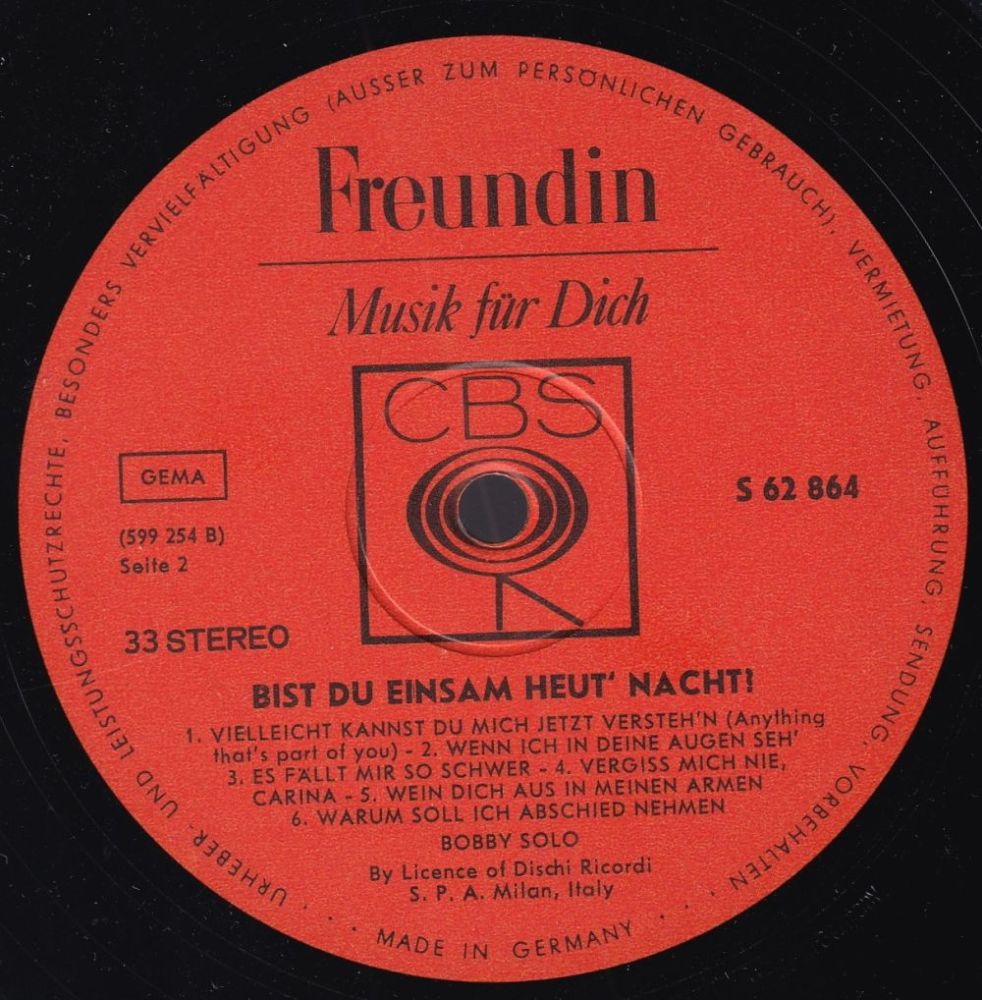 Freundin
Musik für Dich
CBS
GEMA
S 62 864
(599 254 B)
Seite 2
33 STEREO
BIST DU EINSAM HEUT' NACHT?
1. VIELLEICHT KANNST DU MICH JETZT VERSTEH'N (Anything
that's part of you) - 2. WENN ICH IN DEINE AUGEN SEH'
3. ES FÄLLT MIR SO SCHWER - 4. VERGISS MICH NIE,
CARINA - 5. WEIN DICH AUS IN MEINEN ARMEN
6. WARUM SOLL ICH ABSCHIED NEHMEN
BOBBY SOLO
By Licence of Dischi Ricordi
S. P. A. Milan, Italy
URHEBER- UND LEISTUNGSSCHUTZRECHTE, BESONDERS VERVIELFÄLTIGUNG (AUSSER ZUM PERSÖNLICHEN GEBRAUCH), VERMIETUNG, AUFFÜHRUNG, SENDUNG, VORBEHALTEN . . .
. . . MADE IN GERMANY . . .